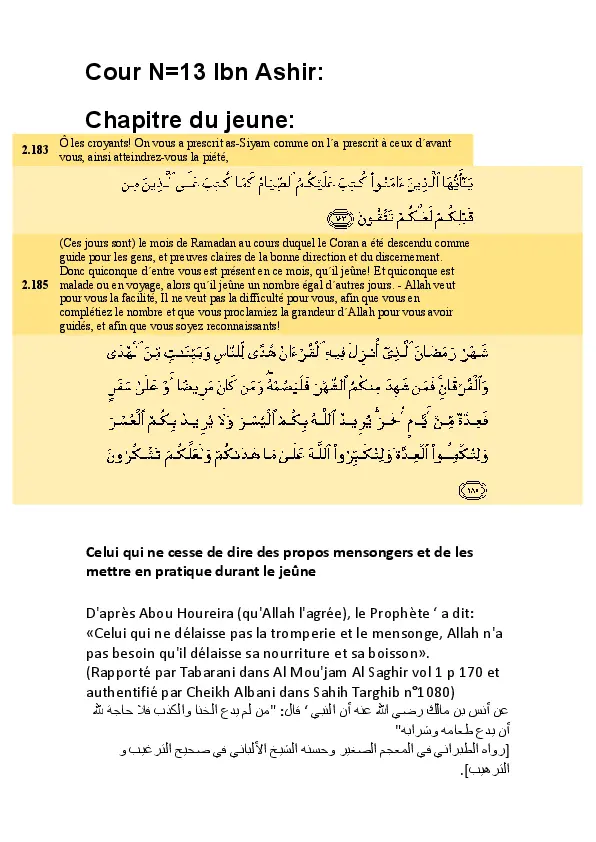 Cour N=13 Ibn Ashir:
Chapitre du jeune:
2.183
Ô les croyants! On vous a prescrit as-Siyam comme on l´a prescrit à ceux d´avant
vous, ainsi atteindrez-vous la piété,
يَـٰٓأَيُّهَا ٱلَّذِينَ ءَامَنُواْ كُتِبَ عَلَيۡكُمُ ٱلصِّيَامُ كَمَا كُتِبَ عَلَى ٱلَّذِينَ مِن
قَبۡلِكُمۡ لَعَلَّكُمۡ تَتَّقُونَ ١٨٣
2.185
(Ces jours sont) le mois de Ramadan au cours duquel le Coran a été descendu comme
guide pour les gens, et preuves claires de la bonne direction et du discernement.
Donc quiconque d´entre vous est présent en ce mois, qu´il jeûne! Et quiconque est
malade ou en voyage, alors qu´il jeûne un nombre égal d´autres jours. - Allah veut
pour vous la facilité, Il ne veut pas la difficulté pour vous, afin que vous en
complétiez le nombre et que vous proclamiez la grandeur d´Allah pour vous avoir
guidés, et afin que vous soyez reconnaissants!
شَهۡرُ رَمَضَانَ ٱلَّذِىٓ أُنزِلَ فِيهِ ٱلۡقُرۡءَانُ هُدًى لِّلنَّاسِ وَبَيِّنَـٰتٍ مِّنَ ٱلۡهُدَىٰ
وَٱلۡفُرۡقَانِ‌ۚ فَمَن شَهِدَ مِنكُمُ ٱلشَّهۡرَ فَلۡيَصُمۡهُ‌ۖ وَمَن كَانَ مَرِيضًا أَوۡ عَلَىٰ سَفَرٍ
فَعِدَّةٌ مِّنۡ أَيَّامٍ أُخَرَ‌ۗ يُرِيدُ ٱللَّهُ بِكُمُ ٱلۡيُسۡرَ وَلَا يُرِيدُ بِكُمُ ٱلۡعُسۡرَ
وَلِتُڪۡمِلُواْ ٱلۡعِدَّةَ وَلِتُڪَبِّرُواْ ٱللَّهَ عَلَىٰ مَا هَدَىٰكُمۡ وَلَعَلَّكُمۡ تَشۡكُرُونَ
١٨٥
Celui qui ne cesse de dire des propos mensongers et de les
mettre en pratique durant le jeûne
D'après Abou Houreira (qu'Allah l'agrée), le Prophète ‘ a dit:
«Celui qui ne délaisse pas la tromperie et le mensonge, Allah n'a
pas besoin qu'il délaisse sa nourriture et sa boisson».
(Rapporté par Tabarani dans Al Mou'jam Al Saghir vol 1 p 170 et
authentifié par Cheikh Albani dans Sahih Targhib n°1080)
عن أنس بن مالك رضي الله عنه أن النبي ‘ قال: "من لم يدع الخنا والكذب فلا حاجة لله
أن يدع طعامه وشرابه"
[رواه الطبراني في المعجم الصغير وحسنه الشيخ الألباني في صحيح الترغيب و
الترهيب].